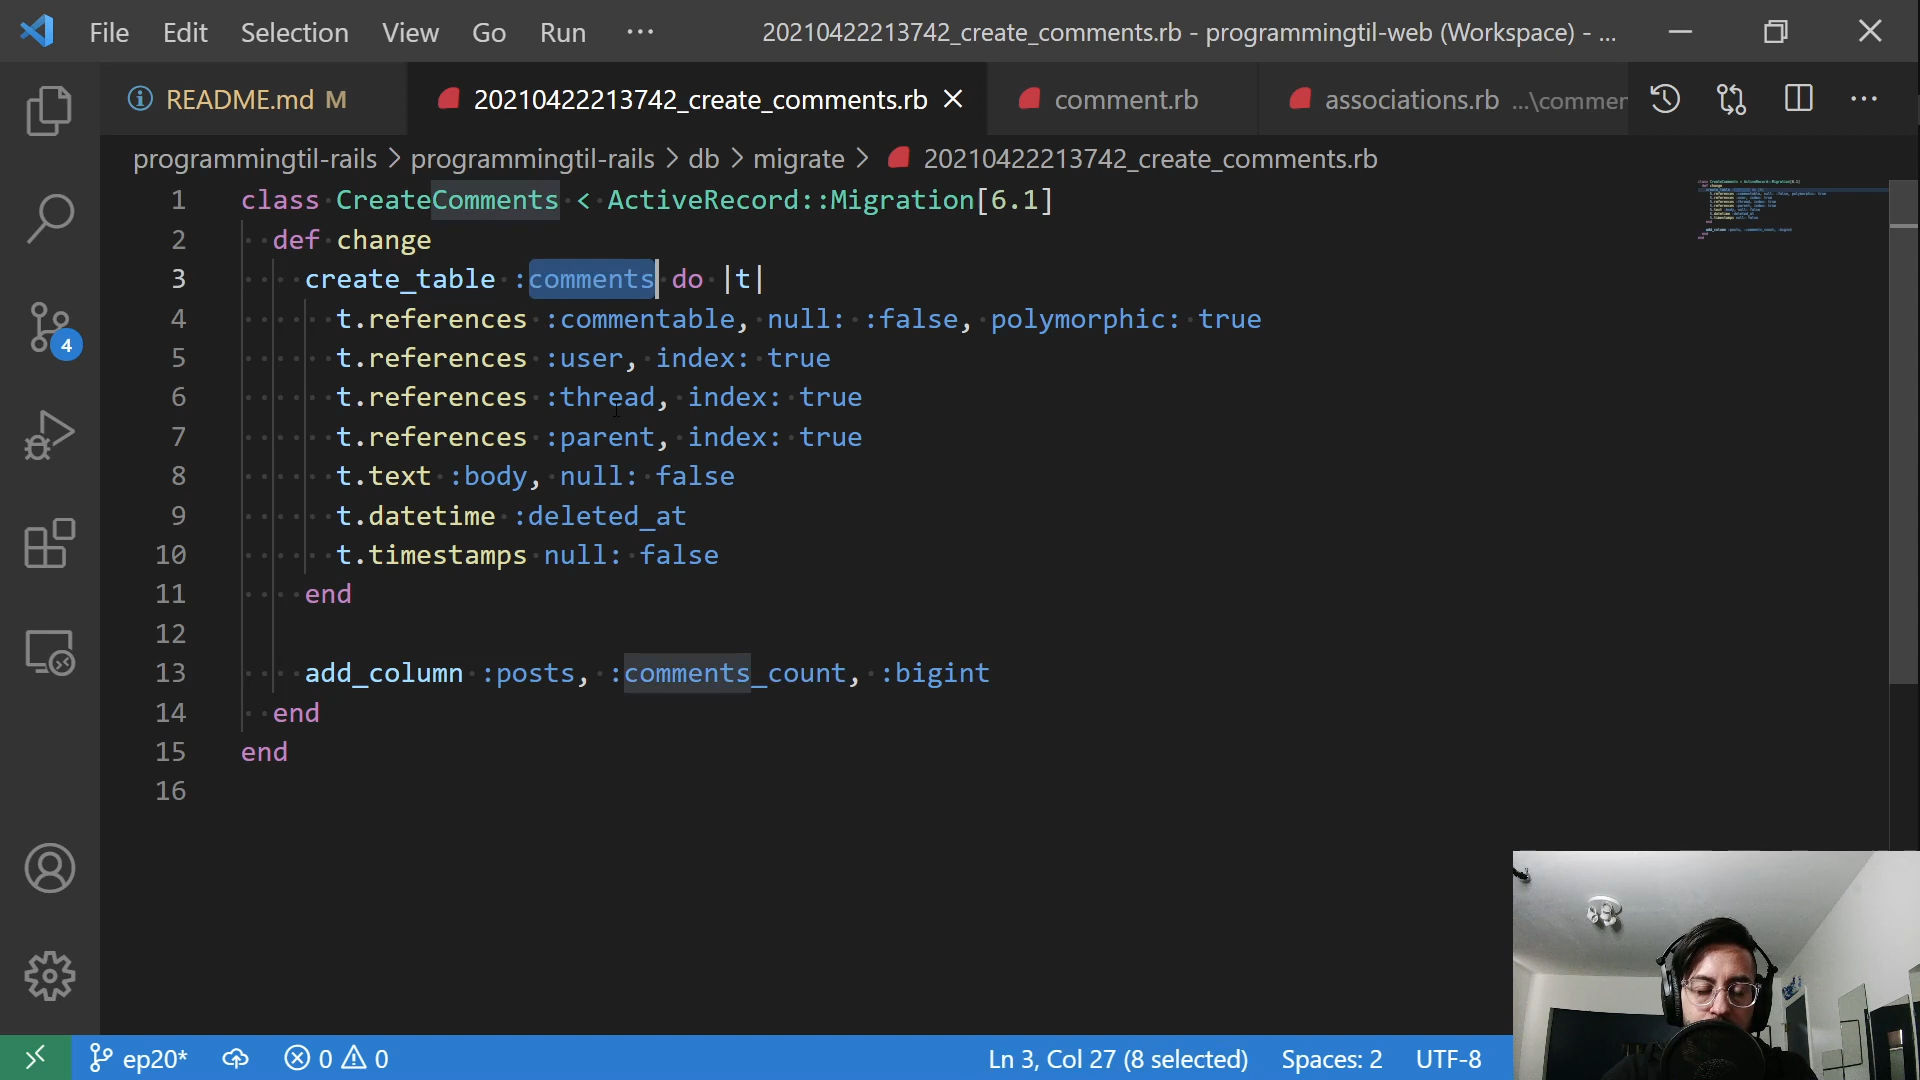 File Edit Selection View Go Run ··· 20210422213742_create_comments.rb - programmingtil-web (Workspace) - ...
README.md M 20210422213742_create_comments.rb comment.rb associations.rb ...\commer
programmingtil-rails > programmingtil-rails > db > migrate > 20210422213742_create_comments.rb
1 class CreateComments < ActiveRecord::Migration[6.1]
2 def change
3 create_table :comments do |t|
4 t.references :commentable, null: :false, polymorphic: true
5 t.references :user, index: true
6 t.references :thread, index: true
7 t.references :parent, index: true
8 t.text :body, null: false
9 t.datetime :deleted_at
10 t.timestamps null: false
11 end
12
13 add_column :posts, :comments_count, :bigint
14 end
15 end
16
4
ep20* 0 0 Ln 3, Col 27 (8 selected) Spaces: 2 UTF-8